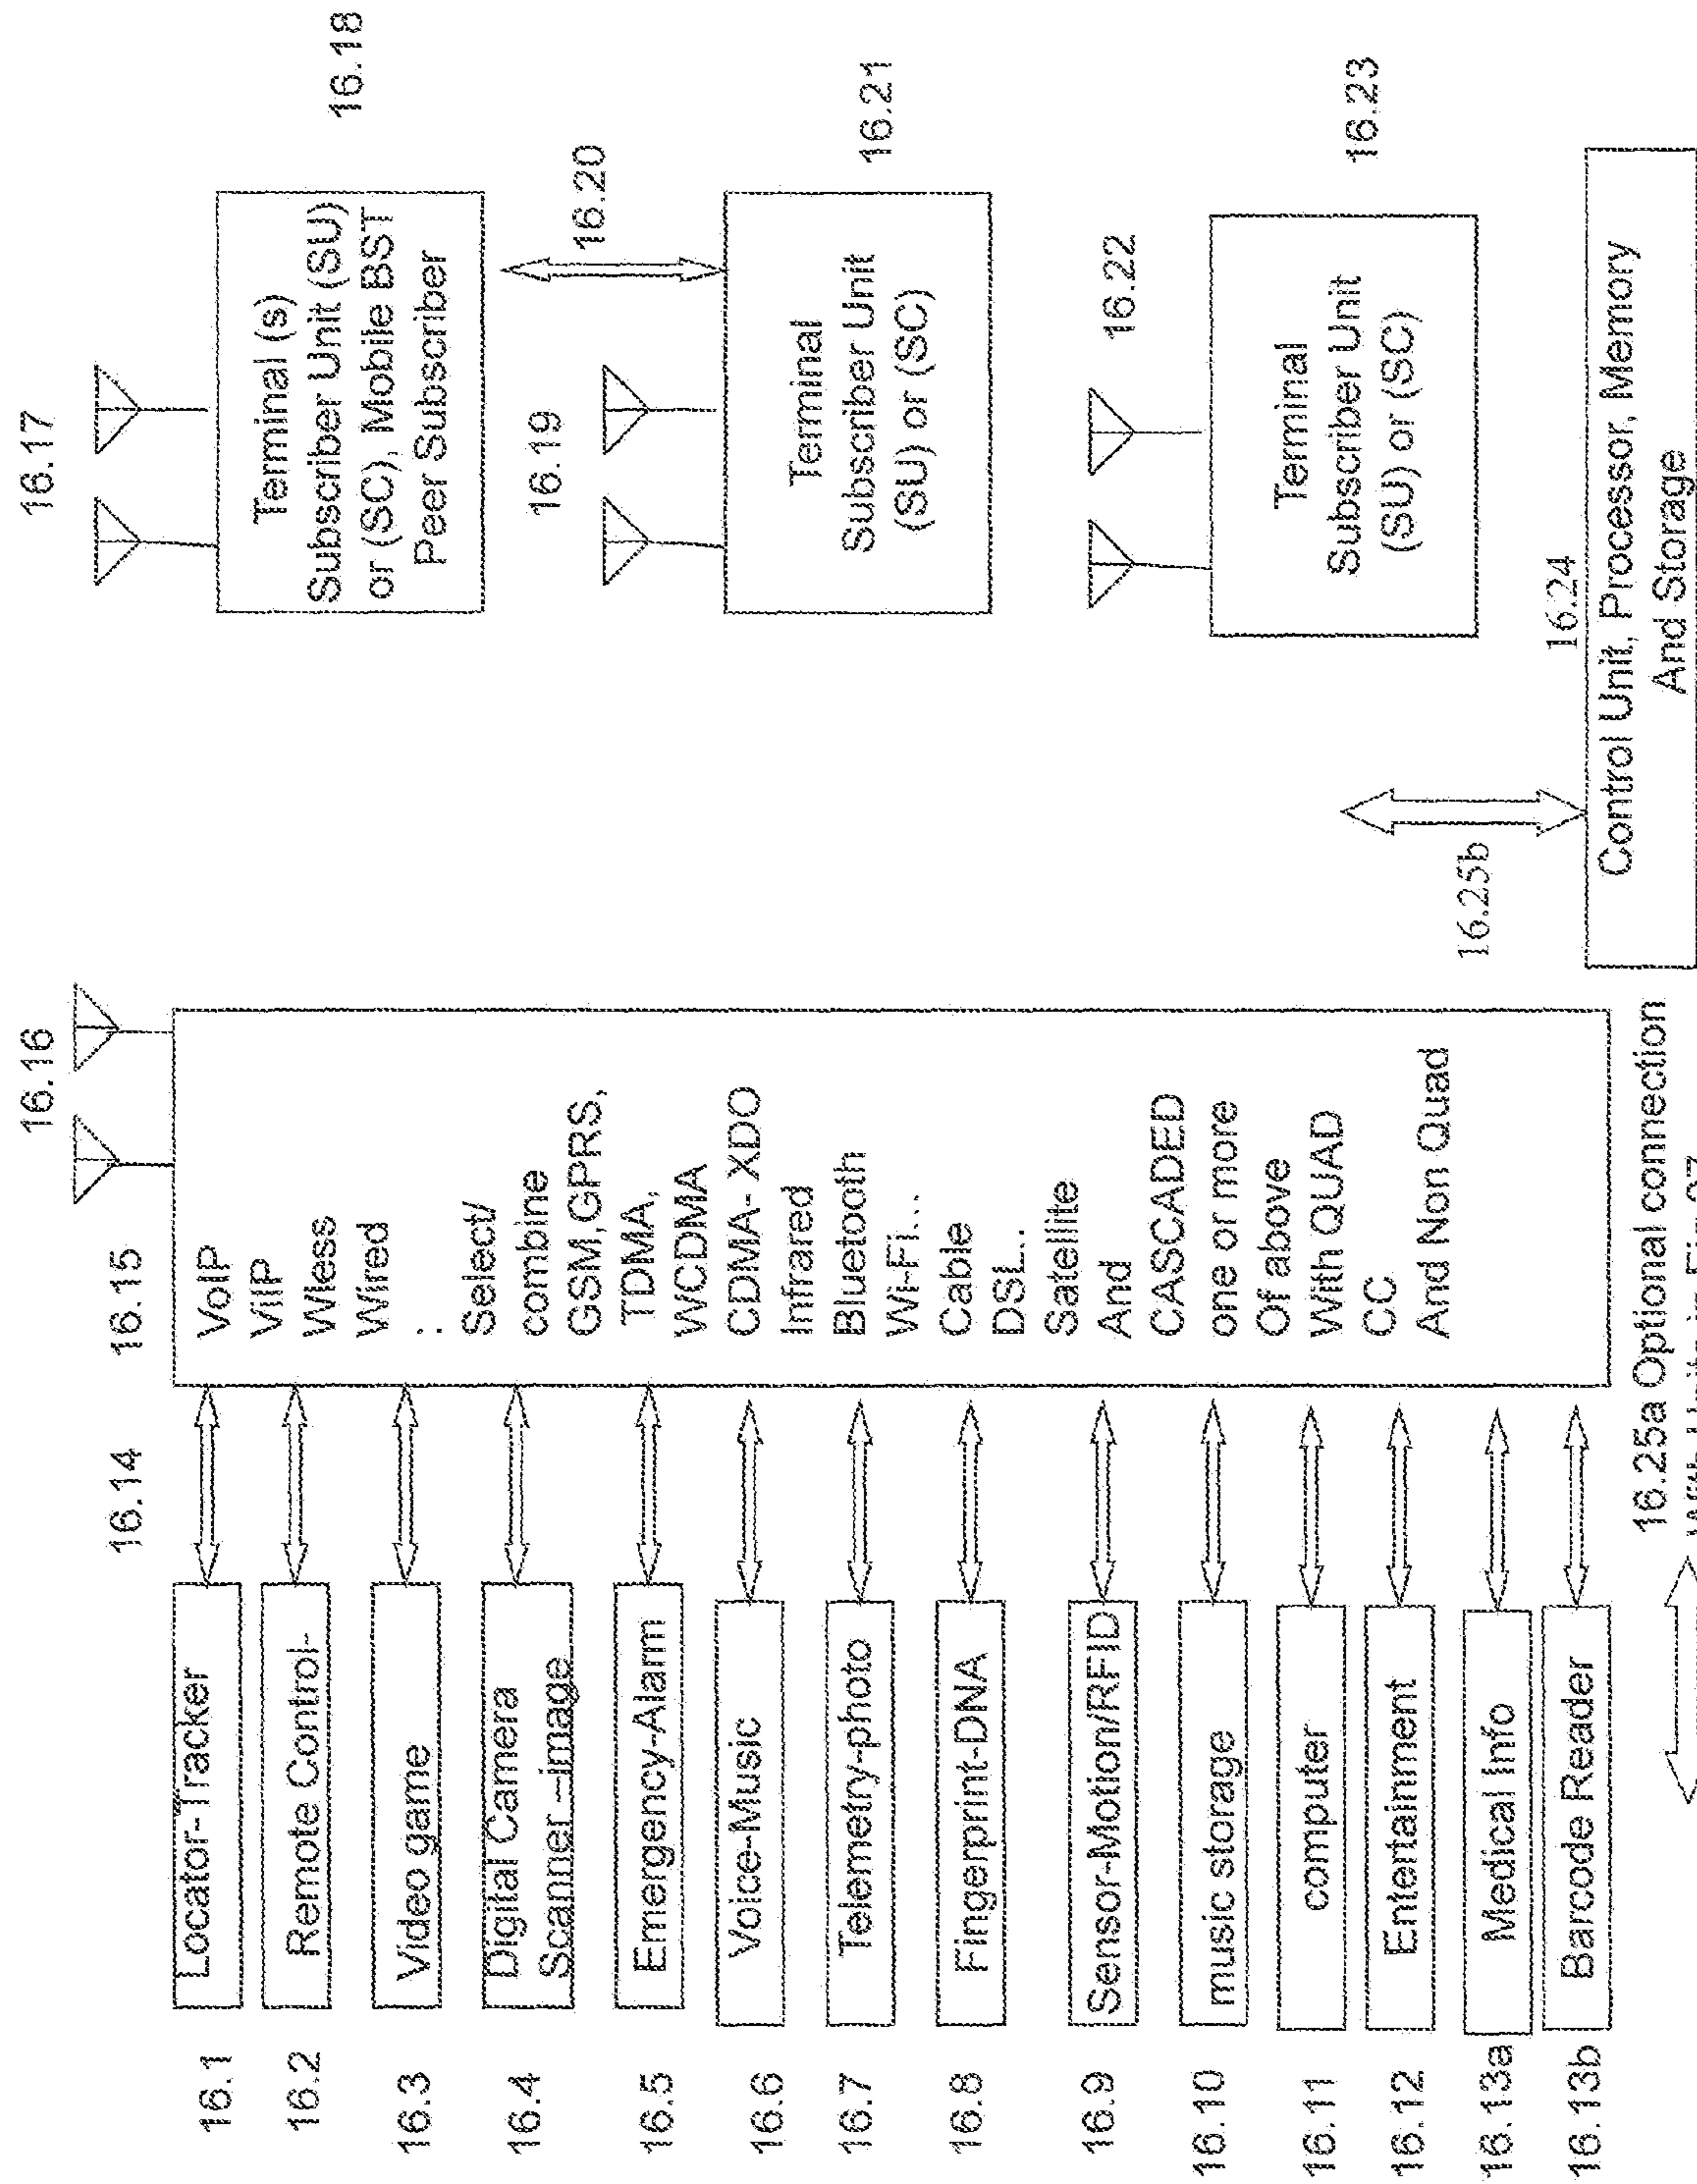 16.1
Locator-Tracker
16.2
Remote Control-
16.3
Video game
16.4
Digital Camera
Scanner –image
16.5
Emergency-Alarm
16.6
Voice-Music
16.7
Telemetry-photo
16.8
Fingerprint-DNA
16.9
Sensor-Motion/RFID
16.10
music storage
16.11
computer
16.12
Entertainment
16.13a
Medical Info
16.13b
Barcode Reader
16.14
16.15
16.16
VoIP
ViIP
Wless
Wired
..
Select/
combine
GSM,GPRS,
TDMA,
WCDMA
CDMA- XDO
Infrared
Bluetooth
Wi-Fi...
Cable
DSL..
Satellite
And
CASCADED
one or more
Of above
With QUAD
CC
And Non Quad
16.25a Optional connection
16.17
Terminal (s)
Subscriber Unit (SU)
or (SC), Mobile BST
Peer Subscriber
16.18
16.19
16.20
Terminal
Subscriber Unit
(SU) or (SC)
16.21
16.22
Terminal
Subscriber Unit
(SU) or (SC)
16.23
16.24
16.25b
Control Unit, Processor, Memory
And Storage